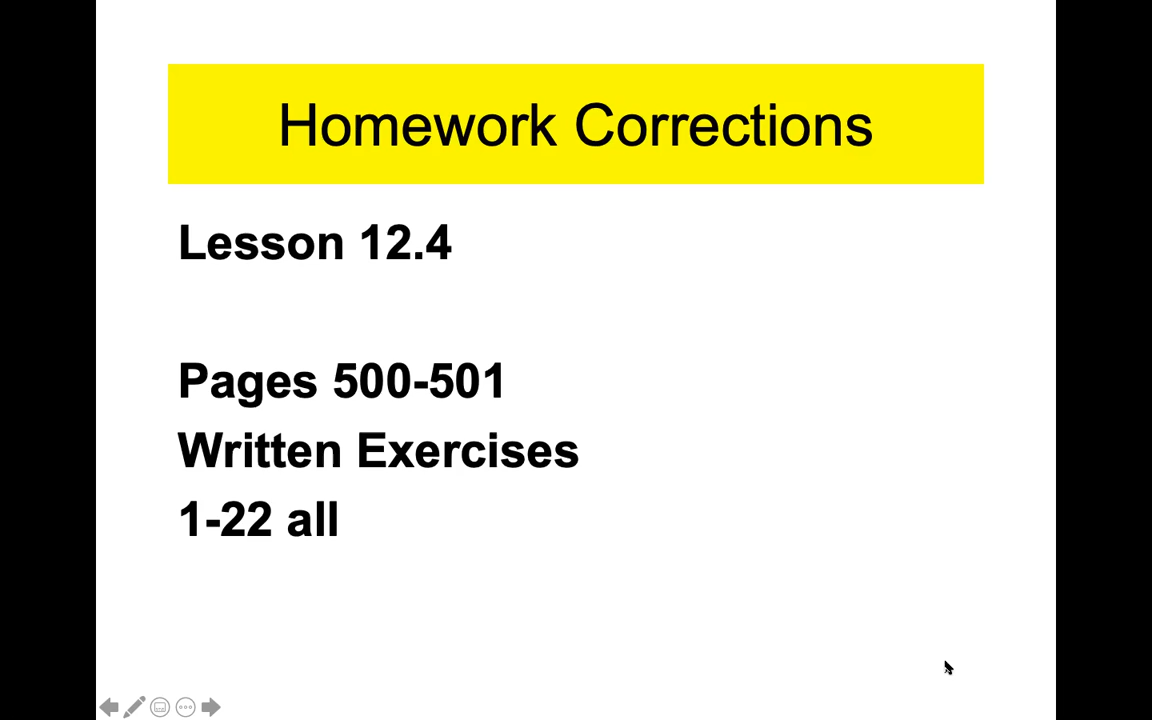 Homework Corrections
Lesson 12.4
Pages 500-501
Written Exercises
1-22 all